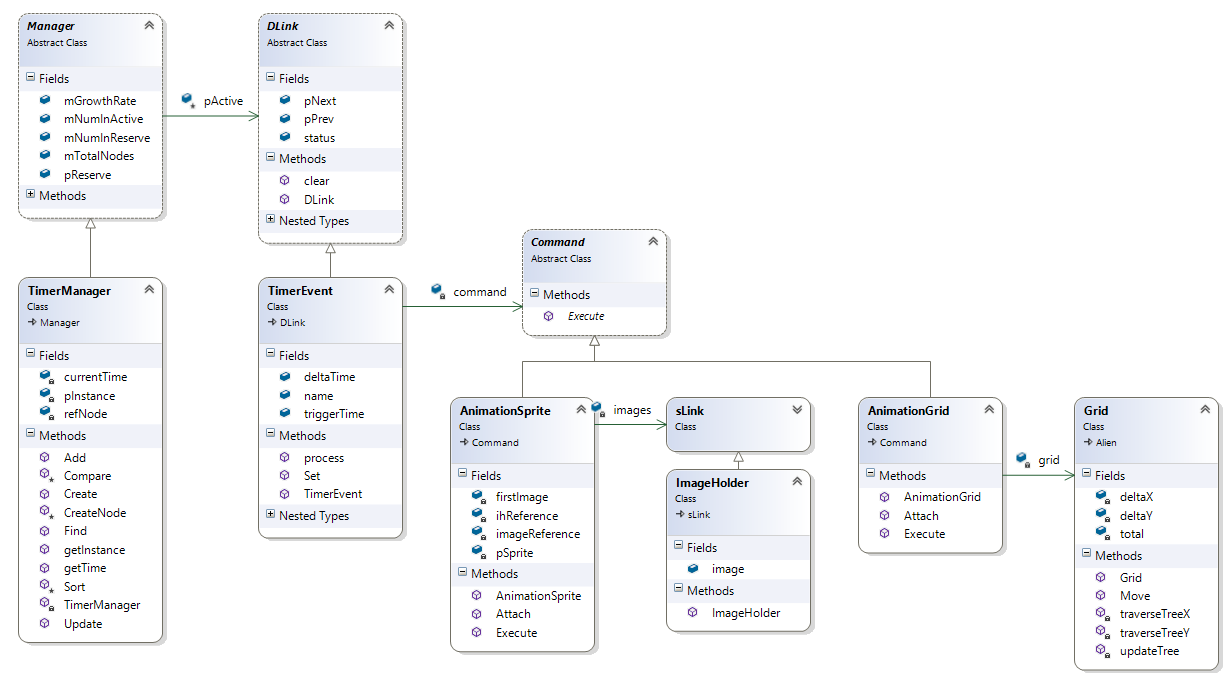 Manager
Abstract Class
Fields
mGrowthRate
mNumInActive
mNumInReserve
mTotalNodes
pReserve
Methods
pActive
DLink
Abstract Class
Fields
pNext
pPrev
status
Methods
clear
DLink
Nested Types
TimerManager
Class
Manager
Fields
currentTime
pInstance
refNode
Methods
Add
Compare
Create
CreateNode
Find
getInstance
getTime
Sort
TimerManager
Update
TimerEvent
Class
DLink
Fields
deltaTime
name
triggerTime
Methods
process
Set
TimerEvent
Nested Types
command
Command
Abstract Class
Methods
Execute
AnimationSprite
Class
Command
Fields
firstImage
ihReference
imageReference
pSprite
Methods
AnimationSprite
Attach
Execute
images
sLink
Class
ImageHolder
Class
sLink
Fields
image
Methods
ImageHolder
AnimationGrid
Class
Command
Methods
AnimationGrid
Attach
Execute
grid
Grid
Class
Alien
Fields
deltaX
deltaY
total
Methods
Grid
Move
traverseTreeX
traverseTreeY
updateTree